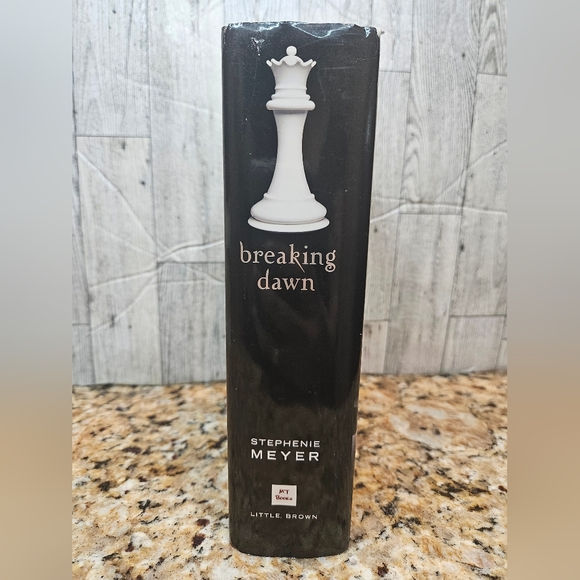 breaking
dawn
STEPHENIE
MEYER
LITTLE, BROWN